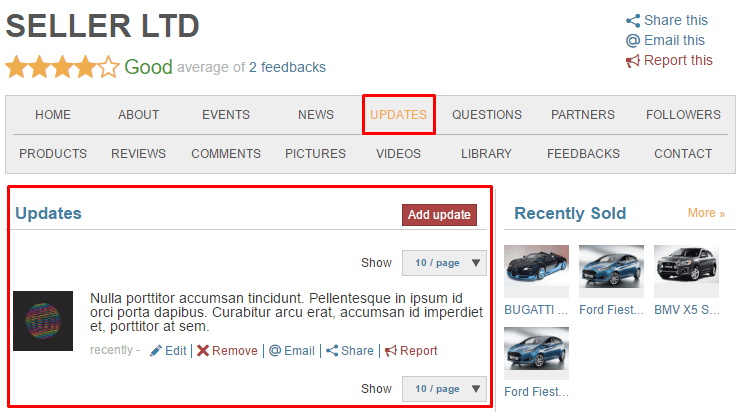 SELLER LTD
Share this
Email this
Report this
Good average of 2 feedbacks
HOME ABOUT EVENTS NEWS UPDATES QUESTIONS PARTNERS FOLLOWERS
PRODUCTS REVIEWS COMMENTS PICTURES VIDEOS LIBRARY FEEDBACKS CONTACT
Updates Add update
Show 10 / page
Nulla porttitor accumsan tincidunt. Pellentesque in ipsum id
orci porta dapibus. Curabitur arcu erat, accumsan id imperdiet
et, porttitor at sem.
recently - Edit | Remove | Email | Share | Report
Show 10 / page
Recently Sold More »
BUGATTI ... Ford Fiest... BMV X5 S...
Ford Fiest...